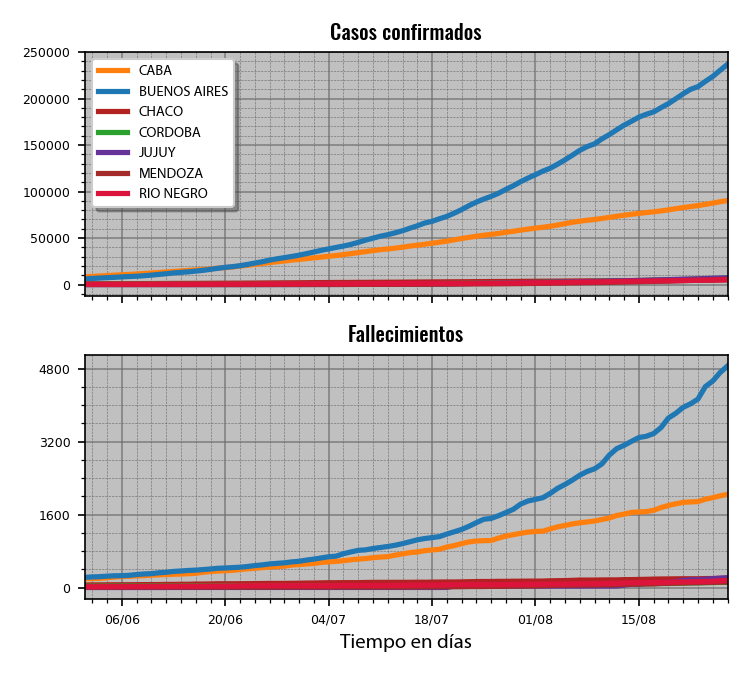 Casos confirmados
250000
200000
150000
100000
50000
0
CABA
BUENOS AIRES
CHACO
CORDOBA
JUJUY
MENDOZA
RIO NEGRO
Fallecimientos
4800
3200
1600
0
06/06 20/06 04/07 18/07 01/08 15/08
Tiempo en días